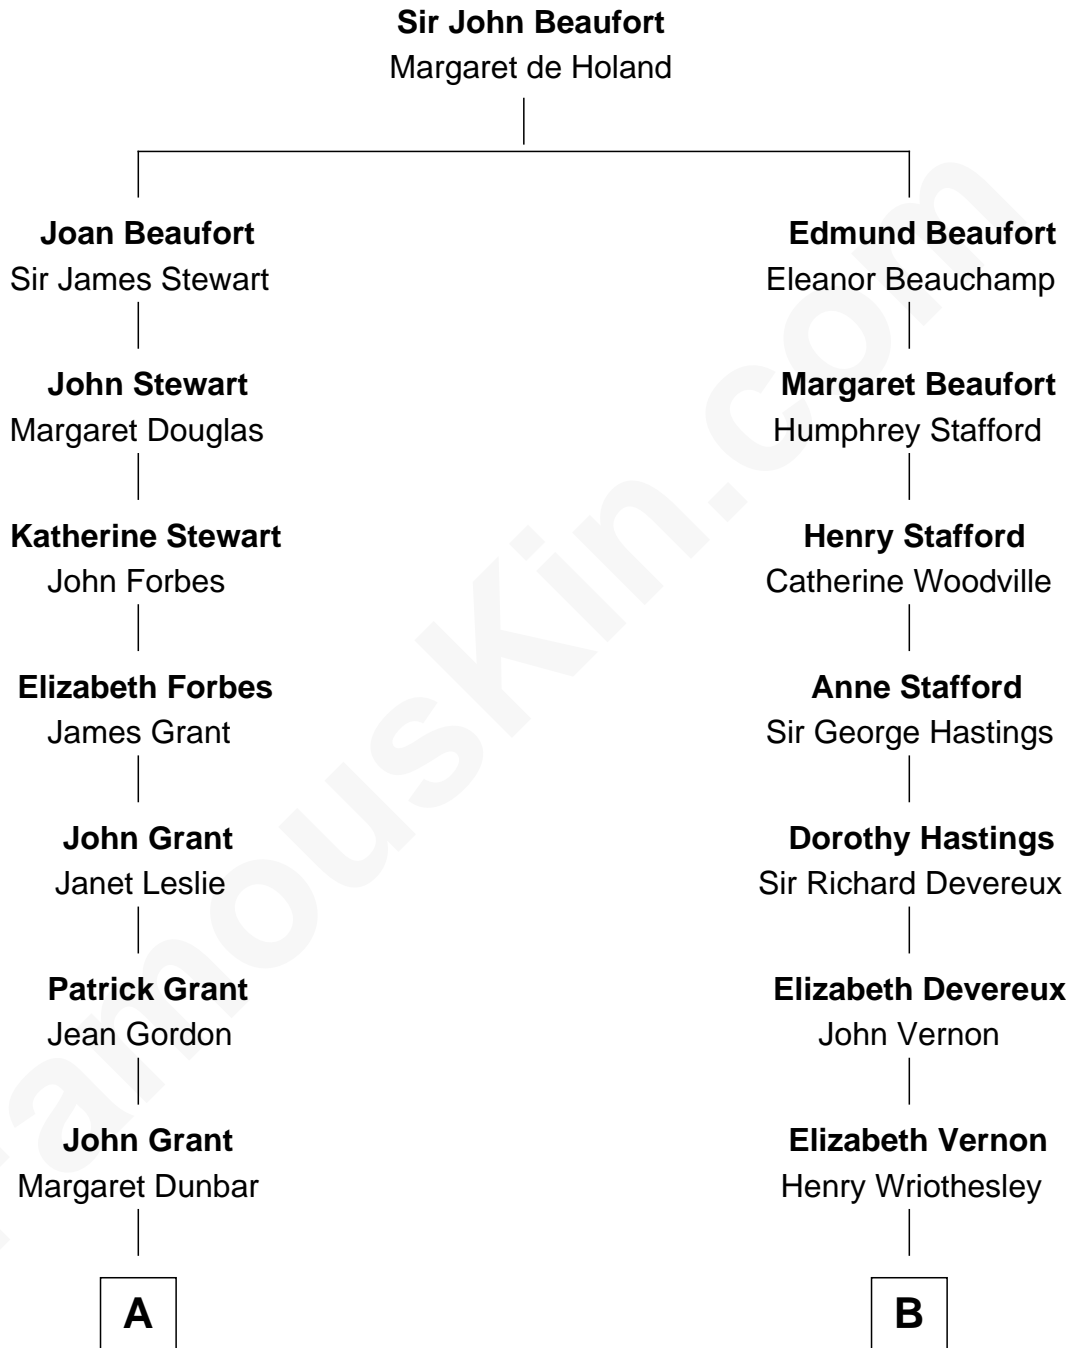 Sir John Beaufort
Margaret de Holand
Joan Beaufort
Sir James Stewart
Edmund Beaufort
Eleanor Beauchamp
John Stewart
Margaret Douglas
Margaret Beaufort
Humphrey Stafford
Katherine Stewart
John Forbes
Henry Stafford
Catherine Woodville
Elizabeth Forbes
James Grant
Anne Stafford
Sir George Hastings
John Grant
Janet Leslie
Dorothy Hastings
Sir Richard Devereux
Patrick Grant
Jean Gordon
Elizabeth Devereux
John Vernon
John Grant
Margaret Dunbar
Elizabeth Vernon
Henry Wriothesley
A
B
FamousKin.com